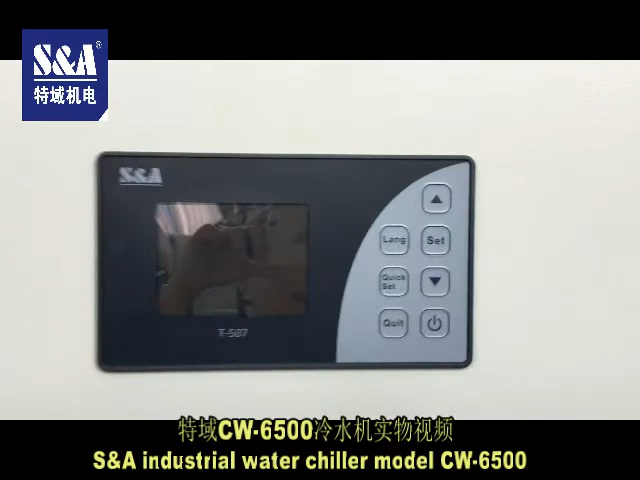 S&A®
特域机电
S&A
Lang
Set
Quick
Set
Quit
T-507
特域CW-6500冷水机实物视频
S&A industrial water chiller model CW-6500